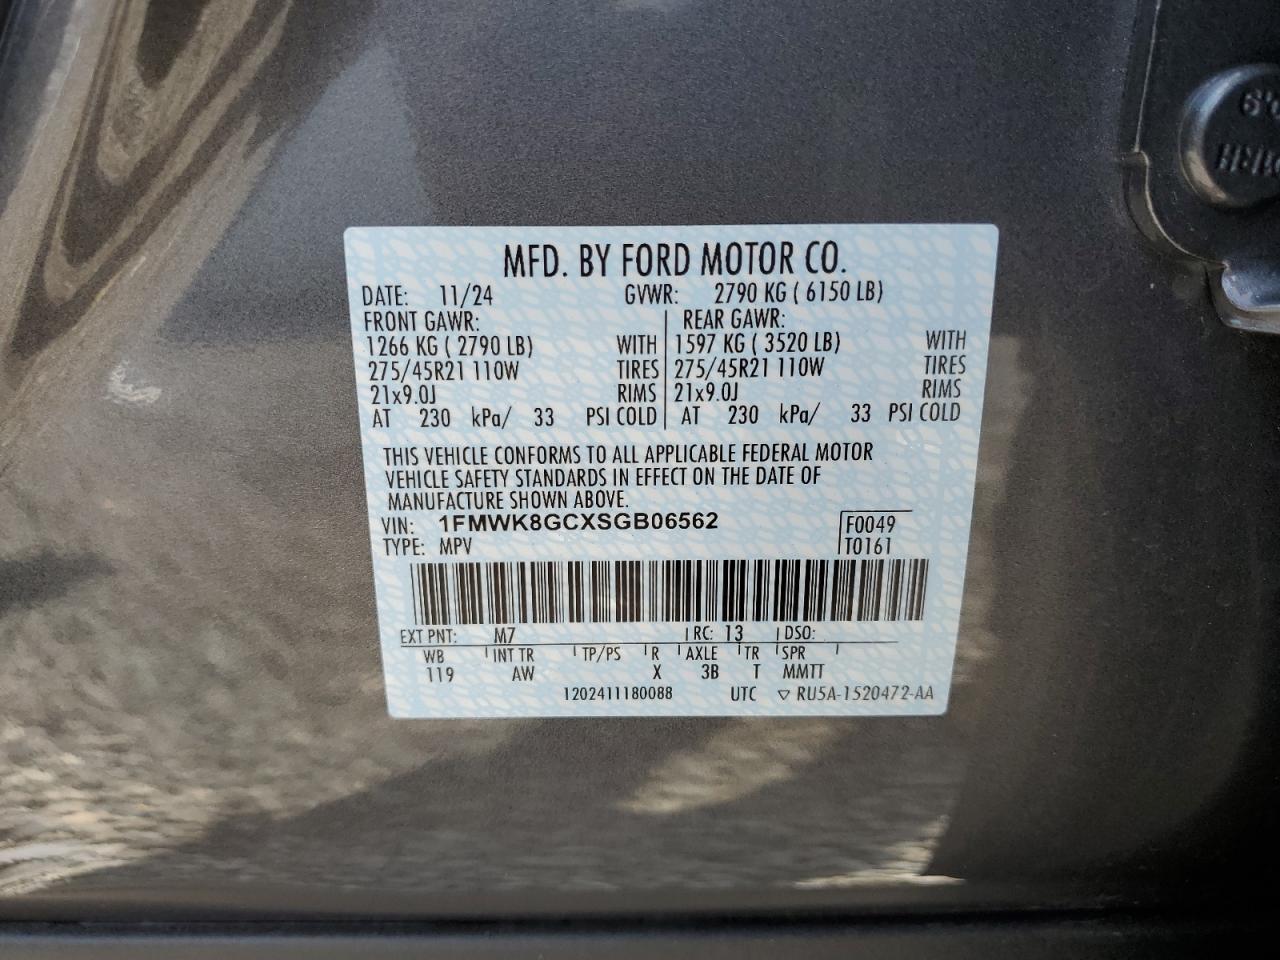 MFD. BY FORD MOTOR CO.
DATE: 11/24 GVWR: 2790 KG ( 6150 LB)
FRONT GAWR: REAR GAWR:
1266 KG ( 2790 LB) WITH 1597 KG ( 3520 LB) WITH
275/45R21 110W TIRES 275/45R21 110W TIRES
21x9.0J RIMS 21x9.0J RIMS
AT 230 kPa/ 33 PSI COLD AT 230 kPa/ 33 PSI COLD
THIS VEHICLE CONFORMS TO ALL APPLICABLE FEDERAL MOTOR
VEHICLE SAFETY STANDARDS IN EFFECT ON THE DATE OF
MANUFACTURE SHOWN ABOVE.
VIN: 1FMWK8GCXSGB06562 F0049
TYPE: MPV T0161
EXT PNT: M7 RC: 13 DSO:
WB INT TR TP/PS R AXLE TR SPR
119 AW X 3B T MMTT
1202411180088 UTC ▽ RU5A-1520472-AA